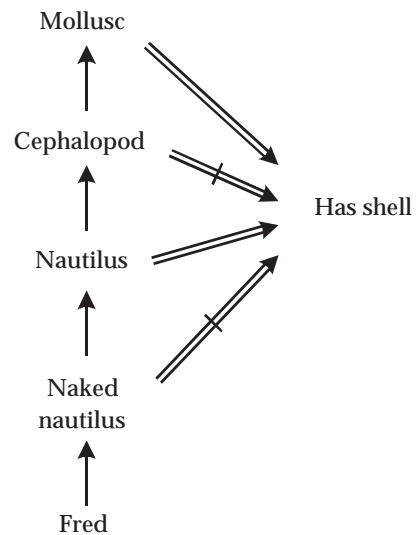 Mollusc
Cephalopod
Has shell
Nautilus
Naked
nautilus
Fred